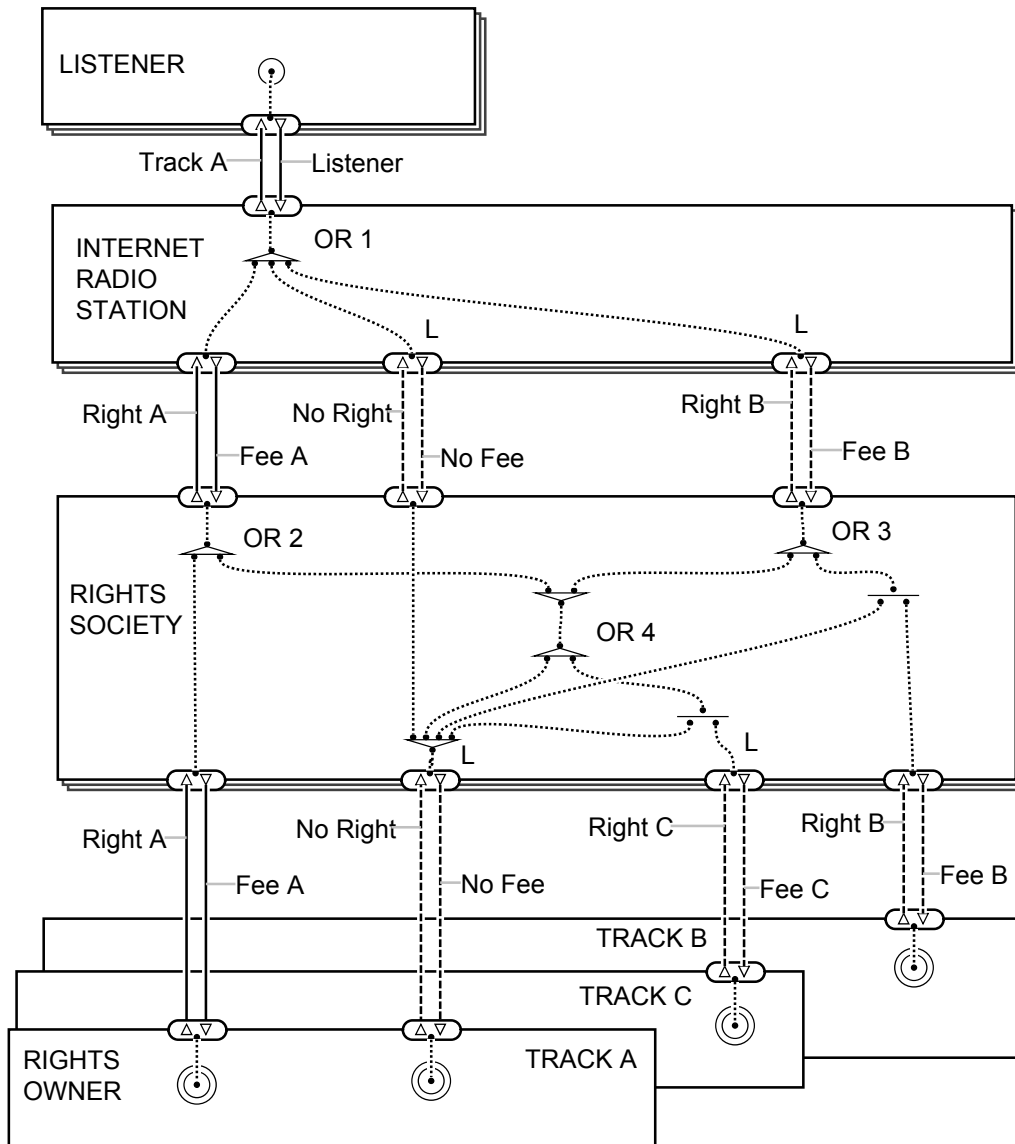 LISTENER
Track A
Listener
INTERNET
RADIO
STATION
OR 1
L
L
Right A
Fee A
No Right
No Fee
Right B
Fee B
RIGHTS
SOCIETY
OR 2
OR 3
OR 4
L
L
Right A
Fee A
No Right
No Fee
Right C
Fee C
Right B
Fee B
TRACK B
TRACK C
RIGHTS
OWNER
TRACK A